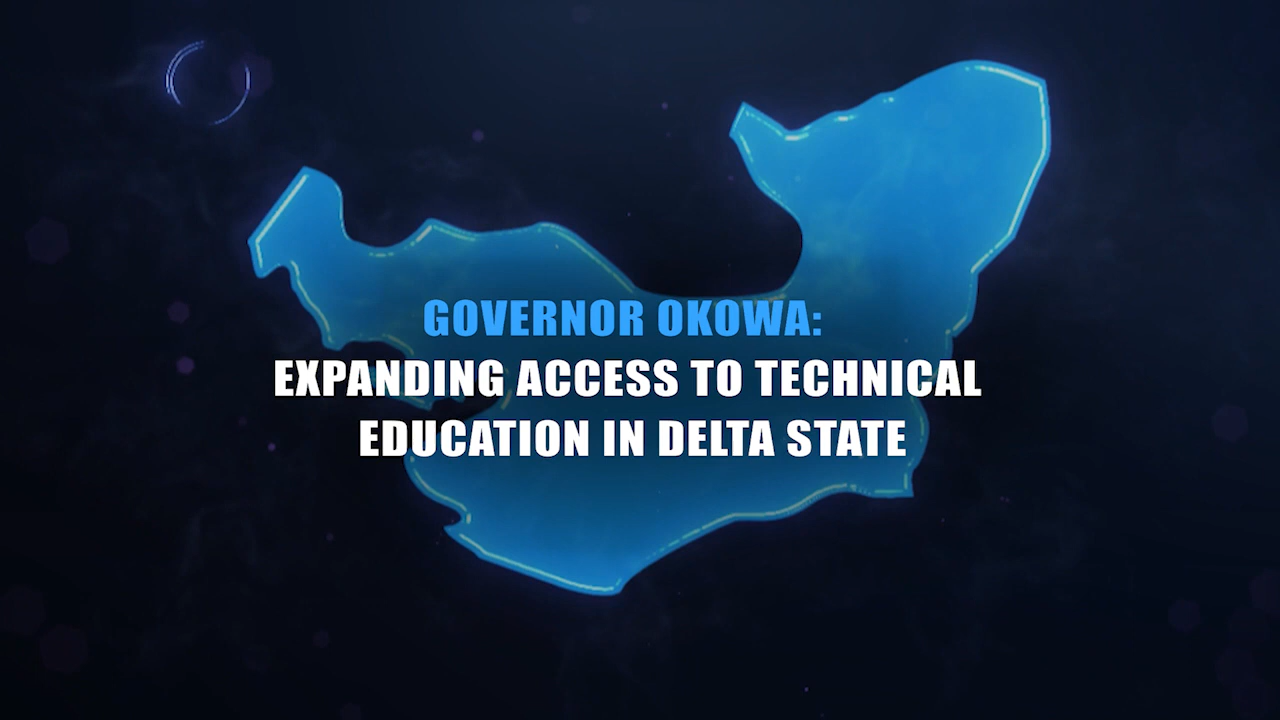 GOVERNOR OKOWA:
EXPANDING ACCESS TO TECHNICAL
EDUCATION IN DELTA STATE